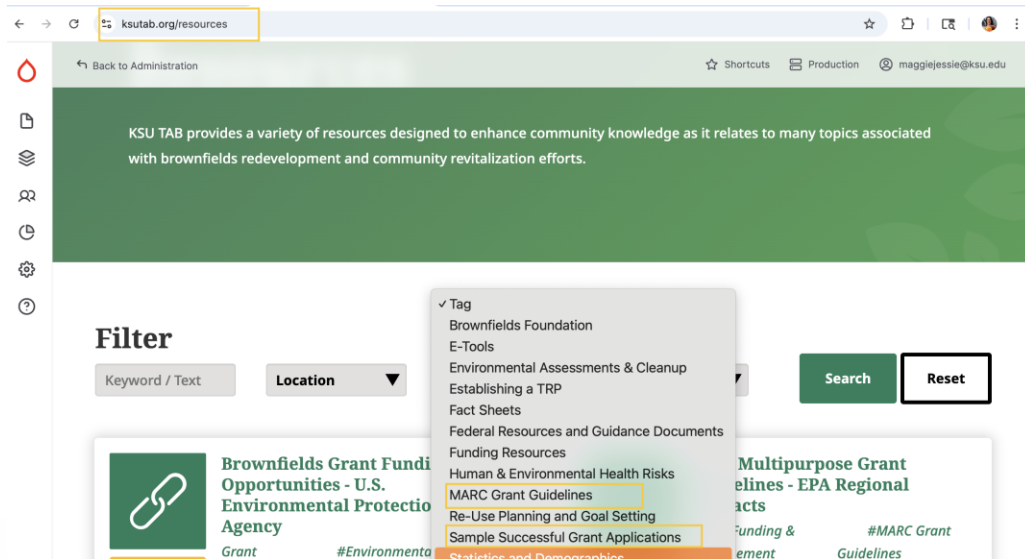 ksutab.org/resources
Back to Administration
Shortcuts
Production
maggiejessie@ksu.edu
KSU TAB provides a variety of resources designed to enhance community knowledge as it relates to many topics associated
with brownfields redevelopment and community revitalization efforts.
Filter
Keyword / Text
Location
Tag
Brownfields Foundation
E-Tools
Environmental Assessments & Cleanup
Establishing a TRP
Fact Sheets
Federal Resources and Guidance Documents
Funding Resources
Human & Environmental Health Risks
MARC Grant Guidelines
Re-Use Planning and Goal Setting
Sample Successful Grant Applications
Statistics and Demographics
Search
Reset
Brownfields Grant Fundi
Opportunities - U.S.
Environmental Protectio
Agency
Grant
#Environmenta
Multipurpose Grant
elines - EPA Regional
acts
Funding &
ement
#MARC Grant
Guidelines